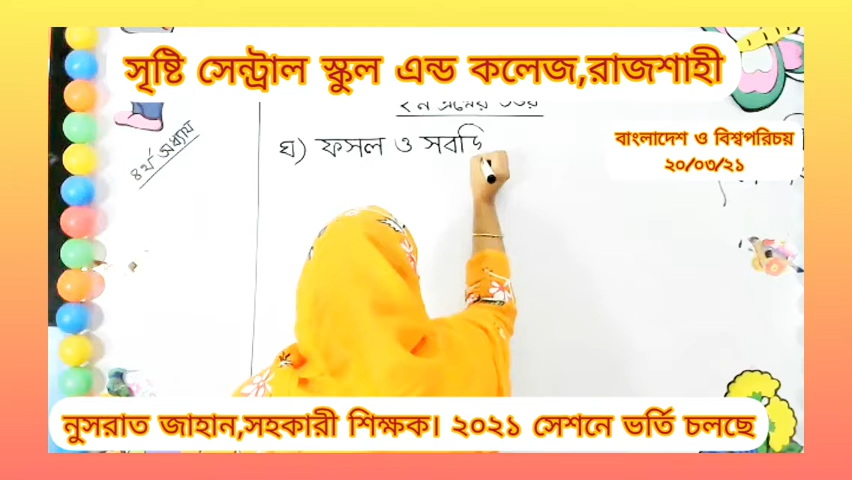 সৃষ্টি সেন্ট্রাল স্কুল এন্ড কলেজ,রাজশাহী
৪র্থ অধ্যায়
ঘ) ফসল ও সবজি
বাংলাদেশ ও বিশ্বপরিচয়
২০/০৩/২১
নুসরাত জাহান,সহকারী শিক্ষক। ২০২১ সেশনে ভর্তি চলছে